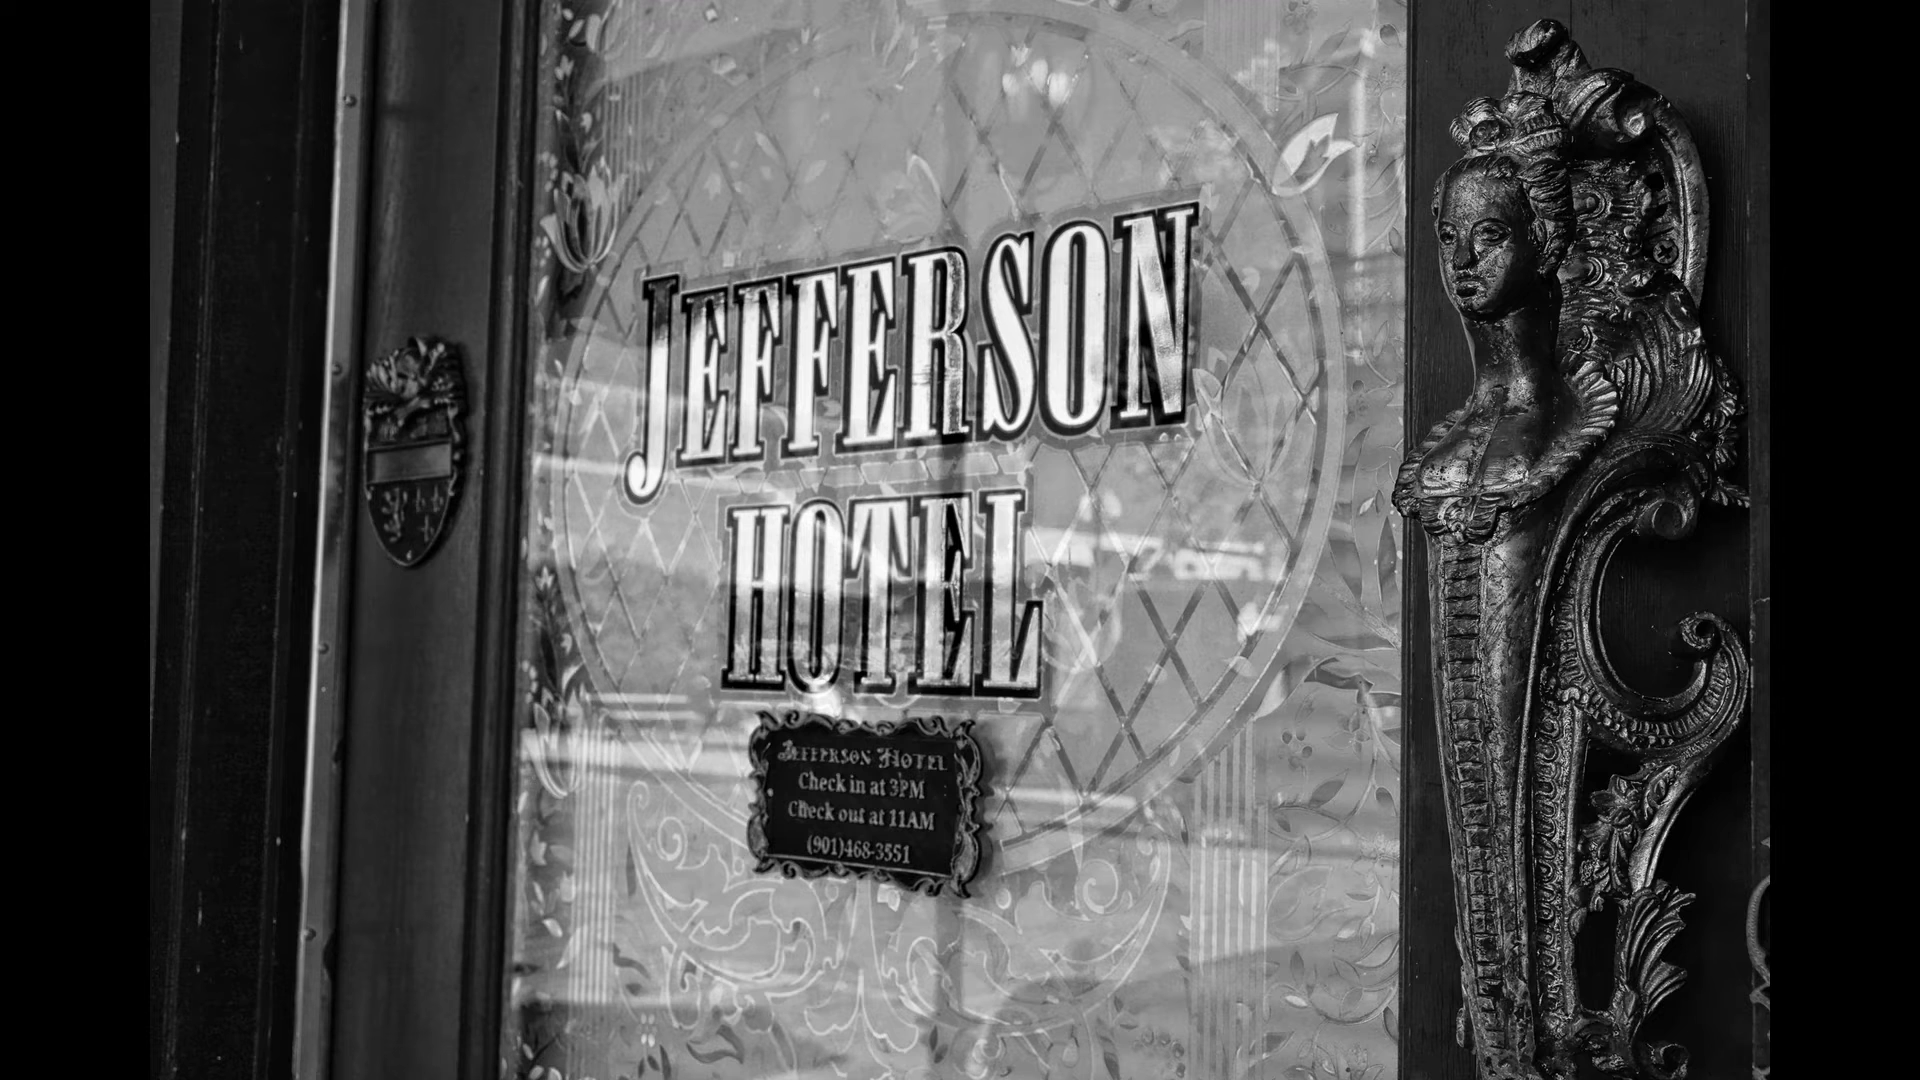 JEFFERSON
HOTEL
JEFFERSON HOTEL
Check in at 3PM
Check out at 11AM
(901)468-3551